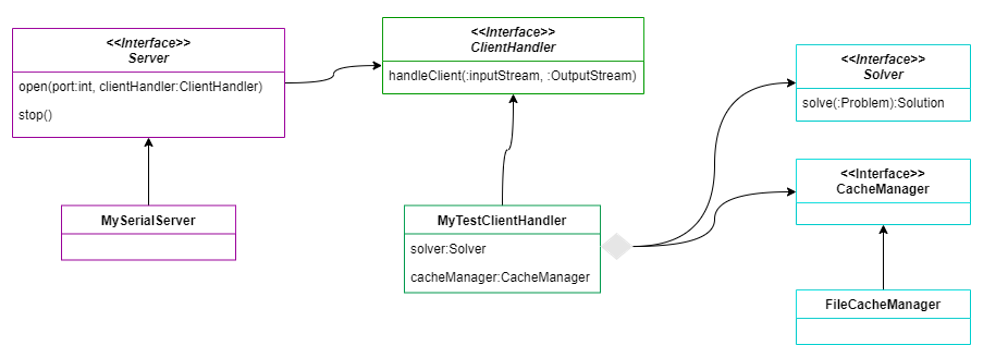 <<Interface>>
Server
open(port:int, clientHandler:ClientHandler)
stop()
MySerialServer
<<Interface>>
ClientHandler
handleClient(:inputStream, :OutputStream)
MyTestClientHandler
solver:Solver
cacheManager:CacheManager
<<Interface>>
Solver
solve(:Problem):Solution
<<Interface>>
CacheManager
FileCacheManager